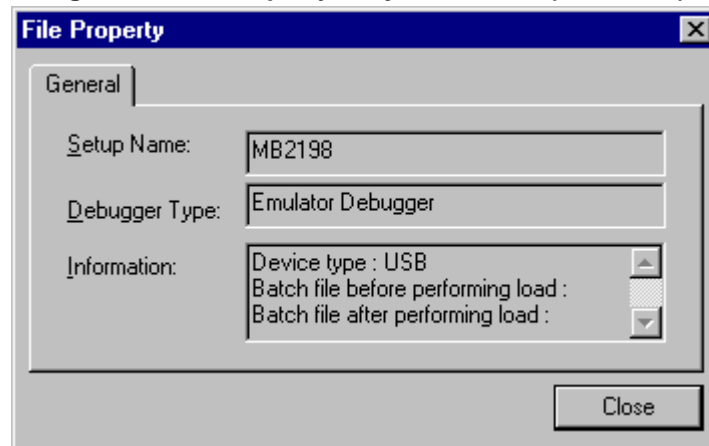 File Property
General
Setup Name: MB2198
Debugger Type: Emulator Debugger
Information: Device type : USB
Batch file before performing load :
Batch file after performing load :
Close